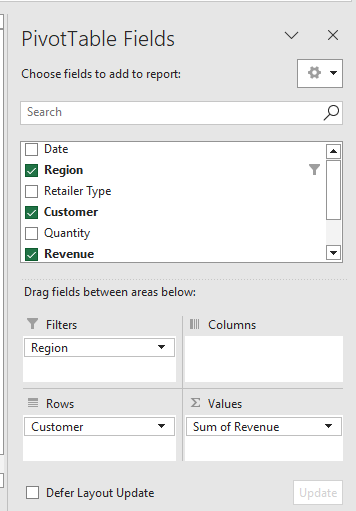 PivotTable Fields
Choose fields to add to report:
Search
Date
Region
Retailer Type
Customer
Quantity
Revenue
Drag fields between areas below:
Filters
Columns
Region
Rows
Σ Values
Customer
Sum of Revenue
Defer Layout Update
Update